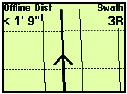 Offline Dist Swath
< 1' 9" 3R